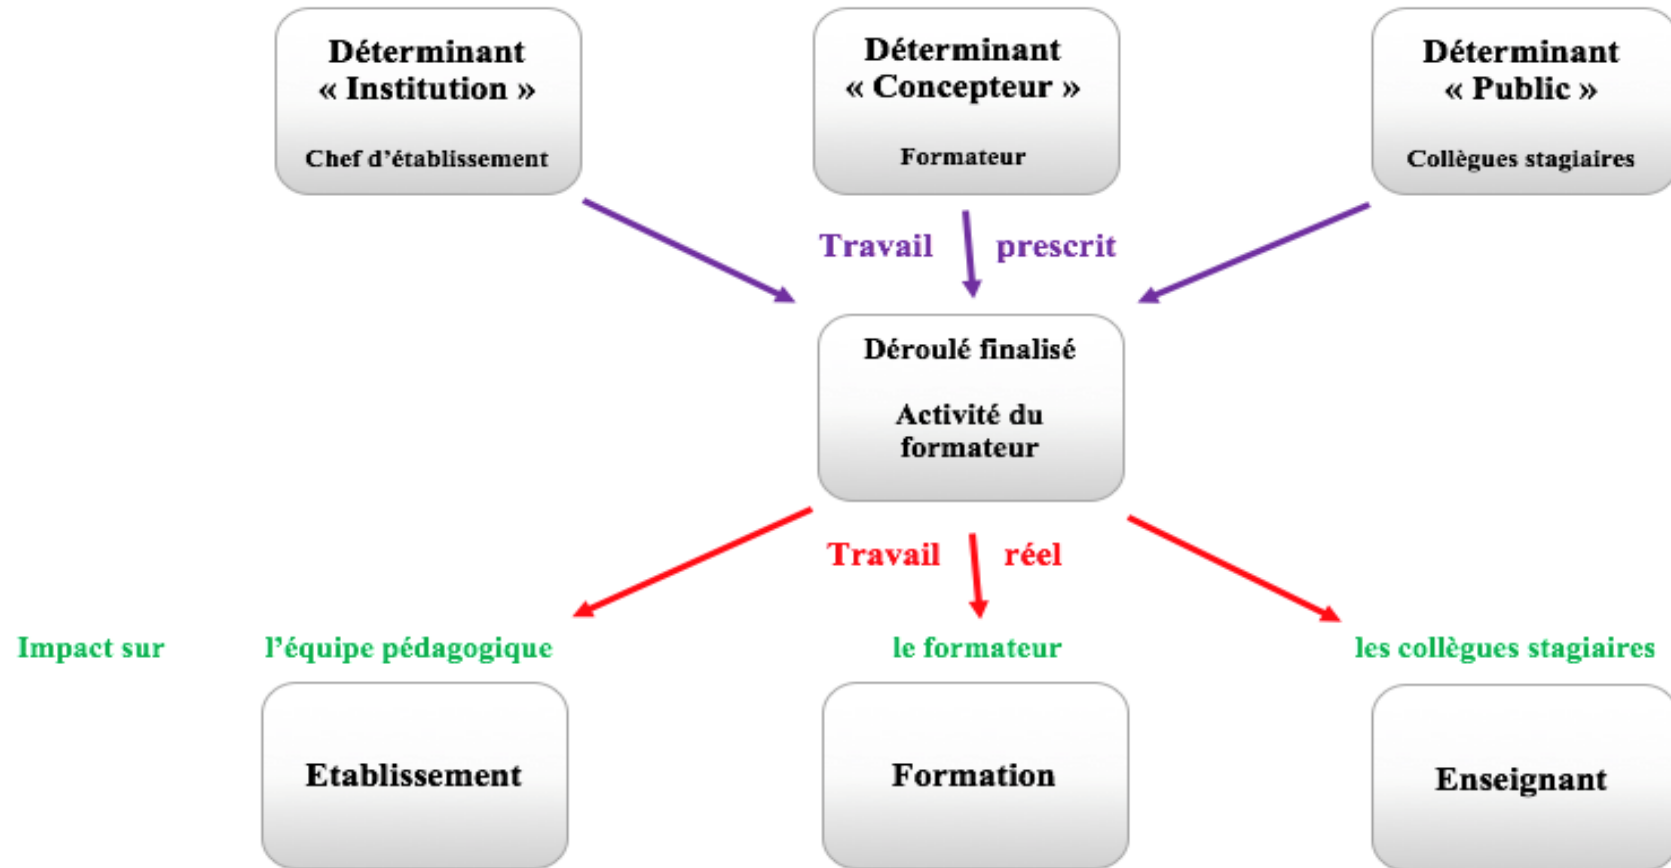 Déterminant
« Institution »
Chef d'établissement
Déterminant
« Concepteur »
Formateur
Déterminant
« Public »
Collègues stagiaires
Travail prescrit
Déroulé finalisé
Activité du
formateur
Travail réel
Impact sur
l'équipe pédagogique
le formateur
les collègues stagiaires
Etablissement
Formation
Enseignant